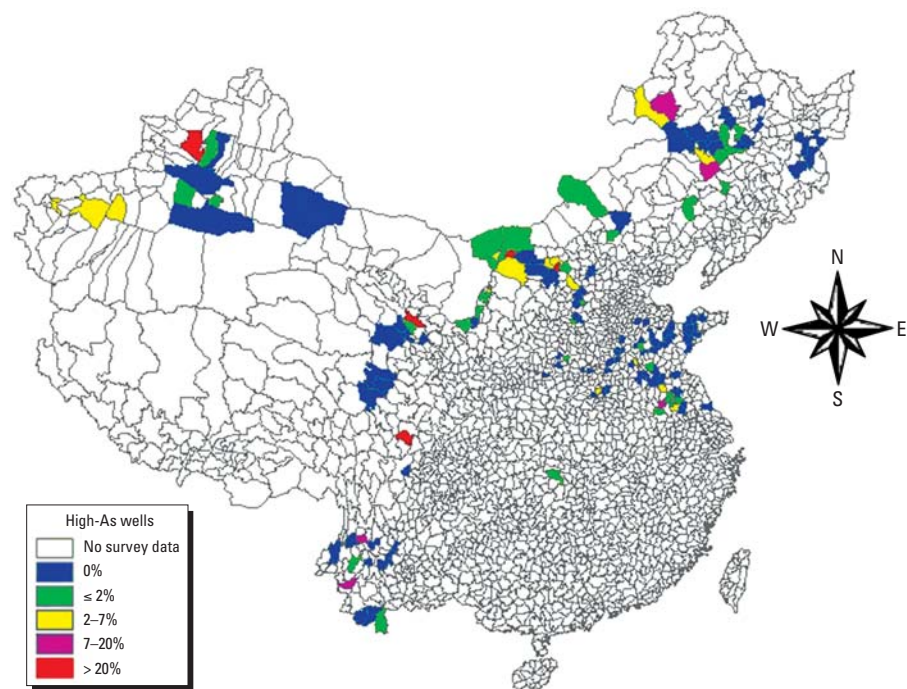 N
W E
S
High-As wells
No survey data
0%
≤ 2%
2–7%
7–20%
> 20%